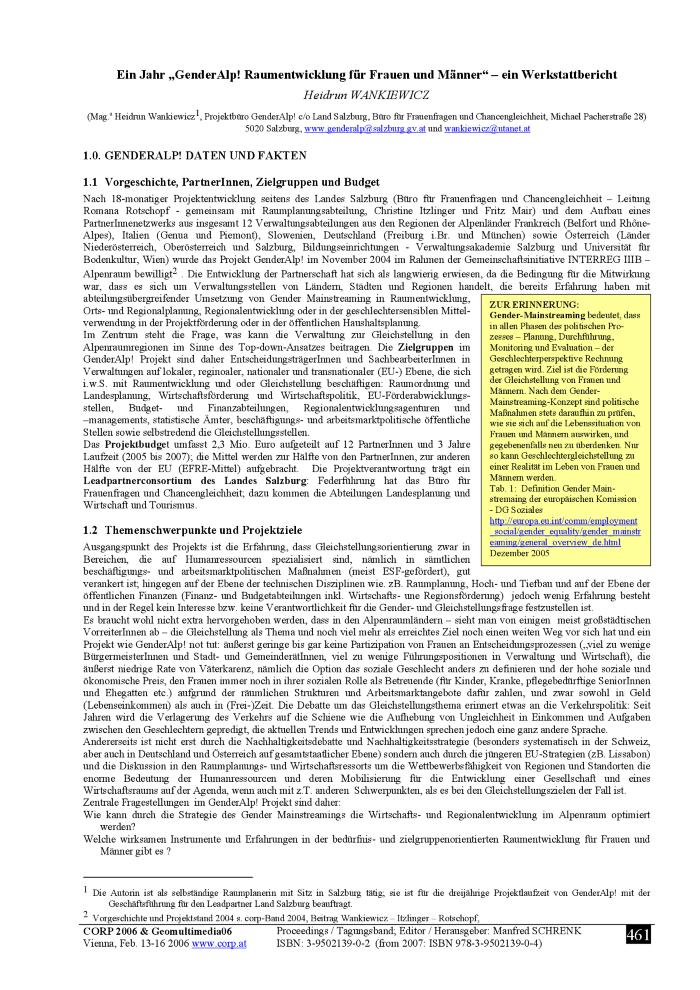 Ein Jahr „GenderAlp! Raumentwicklung für Frauen und Männer“ – ein Werkstattbericht
Heidrun WANKIEWICZ
(Mag.ª Heidrun Wankiewicz1, Projektbüro GenderAlp! c/o Land Salzburg, Büro für Frauenfragen und Chancengleichheit, Michael Pacherstraße 28)
5020 Salzburg, www.genderalp@salzburg.gv.at und wankiewicz@utanet.at
1.0. GENDERALP! DATEN UND FAKTEN
1.1 Vorgeschichte, PartnerInnen, Zielgruppen und Budget
Nach 18-monatiger Projektentwicklung seitens des Landes Salzburg (Büro für Frauenfragen und Chancengleichheit – Leitung
Romana Rotschopf - gemeinsam mit Raumplanungsabteilung, Christine Itzlinger und Fritz Mair) und dem Aufbau eines
PartnerInnenetzwerks aus insgesamt 12 Verwaltungsabteilungen aus den Regionen der Alpenländer Frankreich (Belfort und Rhône-
Alpes), Italien (Genua und Piemont), Slowenien, Deutschland (Freiburg i.Br. und München) sowie Österreich (Länder
Niederösterreich, Oberösterreich und Salzburg, Bildungseinrichtungen - Verwaltungsakademie Salzburg und Universität für
Bodenkultur, Wien) wurde das Projekt GenderAlp! im November 2004 im Rahmen der Gemeinschaftsinitiative INTERREG IIIB –
Alpenraum bewilligt2 . Die Entwicklung der Partnerschaft hat sich als langwierig erwiesen, da die Bedingung für die Mitwirkung
war, dass es sich um Verwaltungsstellen von Ländern, Städten und Regionen handelt, die bereits Erfahrung haben mit
abteilungsübergreifender Umsetzung von Gender Mainstreaming in Raumentwicklung,
Orts- und Regionalplanung, Regionalentwicklung oder in der geschlechtersensiblen Mittel-
verwendung in der Projektförderung oder in der öffentlichen Haushaltsplanung.
Im Zentrum steht die Frage, was kann die Verwaltung zur Gleichstellung in den
Alpenraumregionen im Sinne des Top-down-Ansatzes beitragen. Die Zielgruppen im
GenderAlp! Projekt sind daher EntscheidungsträgerInnen und SachbearbeiterInnen in
Verwaltungen auf lokaler, reginoaler, nationaler und transnationaler (EU-) Ebene, die sich
i.w.S. mit Raumentwicklung und oder Gleichstellung beschäftigen: Raumordnung und
Landesplanung, Wirtschaftsförderung und Wirtschaftspolitik, EU-Förderabwicklungs-
stellen, Budget- und Finanzabteilungen, Regionalentwicklungsagenturen und
–managements, statistische Ämter, beschäftigungs- und arbeitsmarktpolitische öffentliche
Stellen sowie selbstredend die Gleichstellungsstellen.
Das Projektbudget umfasst 2,3 Mio. Euro aufgeteilt auf 12 PartnerInnen und 3 Jahre
Laufzeit (2005 bis 2007); die Mittel werden zur Hälfte von den PartnerInnen, zur anderen
Hälfte von der EU (EFRE-Mittel) aufgebracht. Die Projektverantwortung trägt ein
Leadpartnerconsortium des Landes Salzburg: Federführung hat das Büro für
Frauenfragen und Chancengleichheit; dazu kommen die Abteilungen Landesplanung und
Wirtschaft und Tourismus.
ZUR ERINNERUNG:
Gender-Mainstreaming bedeutet, dass
in allen Phasen des politischen Pro-
zesses – Planung, Durchführung,
Monitoring und Evaluation – der
Geschlechterperspektive Rechnung
getragen wird. Ziel ist die Förderung
der Gleichstellung von Frauen und
Männern. Nach dem Gender-
Mainstreaming-Konzept sind politische
Maßnahmen stets daraufhin zu prüfen,
wie sie sich auf die Lebenssituation von
Frauen und Männern auswirken, und
gegebenenfalls neu zu überdenken. Nur
so kann Geschlechtergleichstellung zu
einer Realität im Leben von Frauen und
Männern werden.
Tab. 1: Definition Gender Main-
stremaing der europäischen Komission
- DG Soziales
http://europa.eu.int/comm/employment
_social/gender_equality/gender_mainstr
eaming/general_overview_de.html
Dezember 2005
1.2 Themenschwerpunkte und Projektziele
Ausgangspunkt des Projekts ist die Erfahrung, dass Gleichstellungsorientierung zwar in
Bereichen, die auf Humanressourcen spezialisiert sind, nämlich in sämtlichen
beschäftigungs- und arbeitsmarktpolitischen Maßnahmen (meist ESF-gefördert), gut
verankert ist; hingegen auf der Ebene der technischen Disziplinen wie. zB. Raumplanung, Hoch- und Tiefbau und auf der Ebene der
öffentlichen Finanzen (Finanz- und Budgetabteilungen inkl. Wirtschafts- une Regionsförderung) jedoch wenig Erfahrung besteht
und in der Regel kein Interesse bzw. keine Verantwortlichkeit für die Gender- und Gleichstellungsfrage festzustellen ist.
Es braucht wohl nicht extra hervorgehoben werden, dass in den Alpenraumländern – sieht man von einigen meist großstädtischen
VorreiterInnen ab – die Gleichstellung als Thema und noch viel mehr als erreichtes Ziel noch einen weiten Weg vor sich hat und ein
Projekt wie GenderAlp! not tut: äußerst geringe bis gar keine Partizipation von Frauen an Entscheidungsprozessen („viel zu wenige
BürgermeisterInnen und Stadt- und GemeinderätInnen, viel zu wenige Führungspositionen in Verwaltung und Wirtschaft), die
äußerst niedrige Rate von Väterkarenz, nämlich die Option das soziale Geschlecht anders zu definieren und der hohe soziale und
ökonomische Preis, den Frauen immer noch in ihrer sozialen Rolle als Betreuende (für Kinder, Kranke, pflegebedürftige SeniorInnen
und Ehegatten etc.) aufgrund der räumlichen Strukturen und Arbeitsmarktangebote dafür zahlen, und zwar sowohl in Geld
(Lebenseinkommen) als auch in (Frei-)Zeit. Die Debatte um das Gleichstellungsthema erinnert etwas an die Verkehrspolitik: Seit
Jahren wird die Verlagerung des Verkehrs auf die Schiene wie die Aufhebung von Ungleichheit in Einkommen und Aufgaben
zwischen den Geschlechtern gepredigt, die aktuellen Trends und Entwicklungen sprechen jedoch eine ganz andere Sprache.
Andererseits ist nicht erst durch die Nachhaltigkeitsdebatte und Nachhaltigkeitsstrategie (besonders systematisch in der Schweiz,
aber auch in Deutschland und Österreich auf gesamtstaatlicher Ebene) sondern auch durch die jüngeren EU-Strategien (zB. Lissabon)
und die Diskussion in den Raumplanungs- und Wirtschaftsressorts um die Wettbewerbsfähigkeit von Regionen und Standorten die
enorme Bedeutung der Humanressourcen und deren Mobilisierung für die Entwicklung einer Gesellschaft und eines
Wirtschaftsraums auf der Agenda, wenn auch mit z.T. anderen Schwerpunkten, als es bei den Gleichstellungszielen der Fall ist.
Zentrale Fragestellungen im GenderAlp! Projekt sind daher:
Wie kann durch die Strategie des Gender Mainstreamings die Wirtschafts- und Regionalentwicklung im Alpenraum optimiert
werden?
Welche wirksamen Instrumente und Erfahrungen in der bedürfnis- und zielgruppenorientierten Raumentwicklung für Frauen und
Männer gibt es ?
1 Die Autorin ist als selbständige Raumplanerin mit Sitz in Salzburg tätig; sie ist für die dreijährige Projektlaufzeit von GenderAlp! mit der
Geschäftsführung für den Leadpartner Land Salzburg beauftragt.
2 Vorgeschichte und Projektstand 2004 s. corp-Band 2004, Beitrag Wankiewicz – Itzlinger – Rotschopf,
CORP 2006 & Geomultimedia06
Vienna, Feb. 13-16 2006 www.corp.at
Proceedings / Tagungsband; Editor / Herausgeber: Manfred SCHRENK
ISBN: 3-9502139-0-2 (from 2007: ISBN 978-3-9502139-0-4)
461